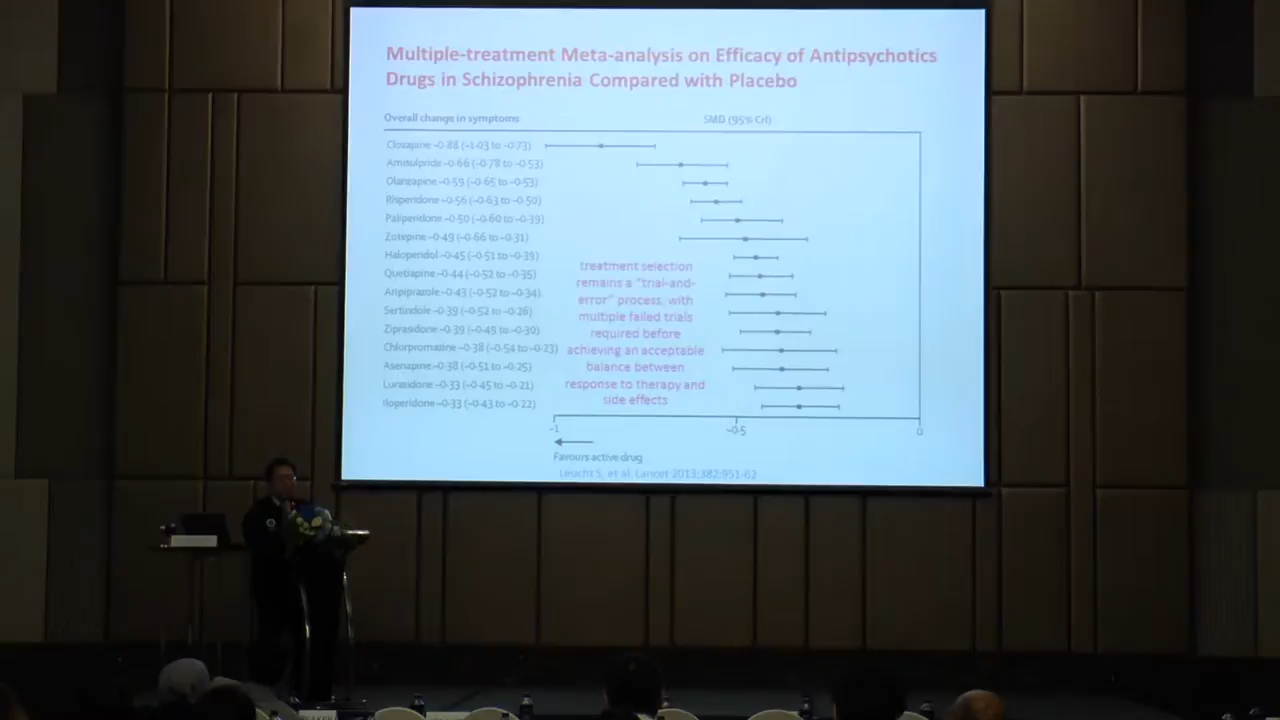 Multiple-treatment Meta-analysis on Efficacy of Antipsychotics
Drugs in Schizophrenia Compared with Placebo
Overall change in symptoms
SMD (95% CrI)
Clozapine -0·88 (-1·03 to -0·73)
Amisulpride -0·66 (-0·78 to -0·53)
Olanzapine -0·59 (-0·65 to -0·53)
Risperidone -0·56 (-0·63 to -0·50)
Paliperidone -0·50 (-0·60 to -0·39)
Zotepine -0·49 (-0·66 to -0·31)
Haloperidol -0·45 (-0·51 to -0·39)
Quetiapine -0·44 (-0·52 to -0·35)
Aripiprazole -0·43 (-0·52 to -0·34)
Sertindole -0·39 (-0·52 to -0·26)
Ziprasidone -0·39 (-0·49 to -0·30)
Chlorpromazine -0·38 (-0·54 to -0·23)
Asenapine -0·38 (-0·51 to -0·25)
Lurasidone -0·33 (-0·45 to -0·21)
Iloperidone -0·33 (-0·43 to -0·22)
treatment selection
remains a "trial-and-
error" process, with
multiple failed trials
required before
achieving an acceptable
balance between
response to therapy and
side effects
-1
-0·5
0
Favours active drug
Leucht S, et al. Lancet 2013;382:951-62